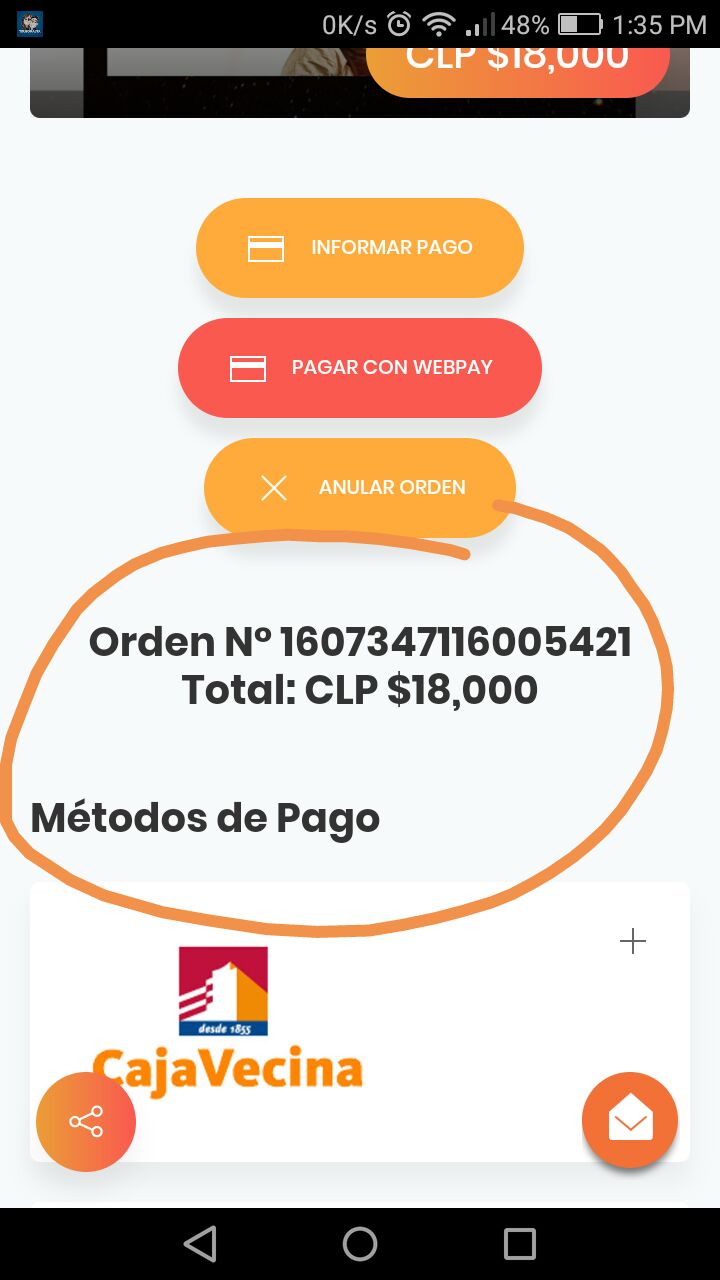 0K/s 48% 1:35 PM
CLP $18,000
INFORMAR PAGO
PAGAR CON WEBPAY
ANULAR ORDEN
Orden N° 1607347116005421
Total: CLP $18,000
Métodos de Pago
desde 1855
CajaVecina